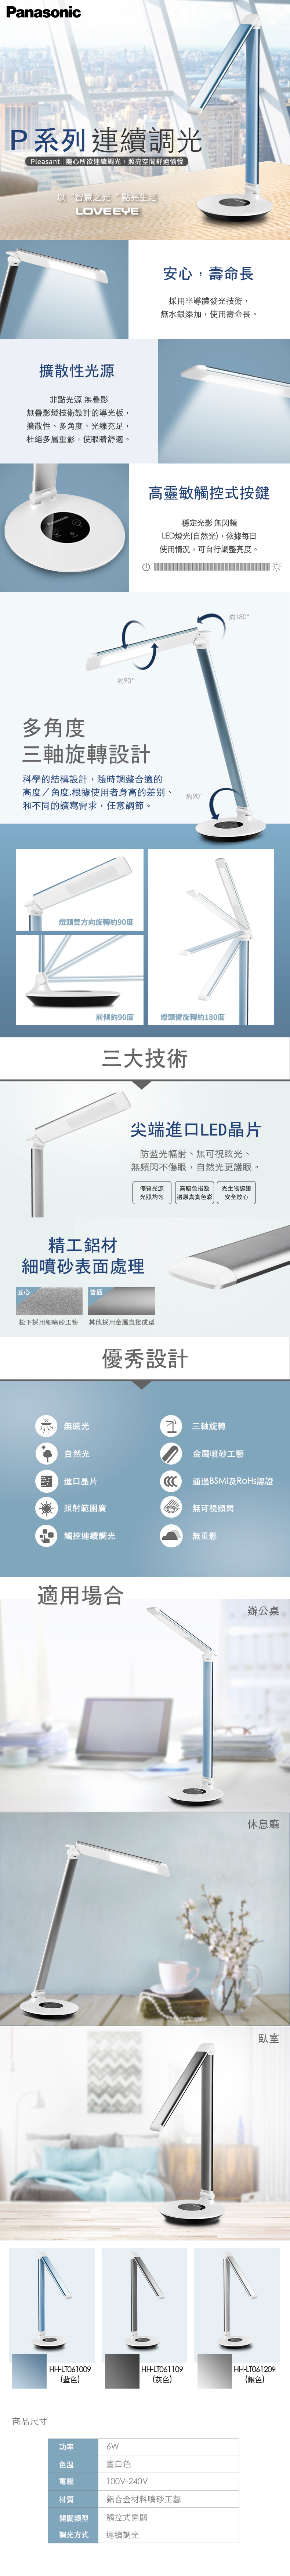 Panasonic
P 系列 連續調光
Pleasant 隨心所欲連續調光，照亮空間舒適愉悅
以“智慧之光“點亮生活
LOVEEYE
安心，壽命長
採用半導體發光技術，
無水銀添加，使用壽命長。
擴散性光源
非點光源 無疊影
無疊影燈技術設計的導光板，
擴散性、多角度、光線充足，
杜絕多層重影，使眼睛舒適。
高靈敏觸控式按鍵
穩定光影 無閃頻
LED燈光(自然光)，依據每日
使用情況，可自行調整亮度。
約180°
約90°
多角度
三軸旋轉設計
科學的結構設計，隨時調整合適的
高度／角度,根據使用者身高的差別、
和不同的讀寫需求，任意調節。
約90°
燈頭雙方向旋轉約90度
前傾約90度
燈頭臂旋轉約180度
三大技術
尖端進口LED晶片
防藍光幅射、無可視眩光、
無頻閃不傷眼，自然光更護眼。
優質光源
光照均勻
高顯色指數
還原真實色彩
光生物認證
安全放心
精工鋁材
細噴砂表面處理
匠心
普通
松下採用細噴砂工藝
其他採用金屬直接成型
優秀設計
無眩光
三軸旋轉
自然光
金屬噴砂工藝
進口晶片
通過BSMI及RoHs認證
照射範圍廣
無可視頻閃
觸控連續調光
無重影
適用場合
辦公桌
休息廳
臥室
HH-LT061009
(藍色)
HH-LT061109
(灰色)
HH-LT061209
(銀色)
商品尺寸
功率 6W
色溫 晝白色
電壓 100V-240V
材質 鋁合金材料噴砂工藝
開關類型 觸控式開關
調光方式 連續調光